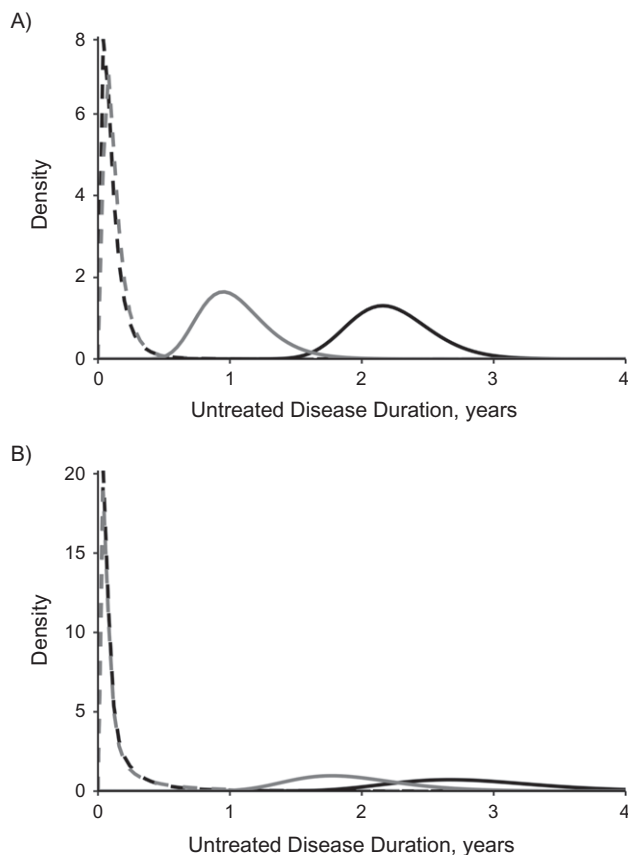 A)
8
6
4
2
0
Density
0 1 2 3 4
Untreated Disease Duration, years
B)
20
15
10
5
0
Density
0 1 2 3 4
Untreated Disease Duration, years